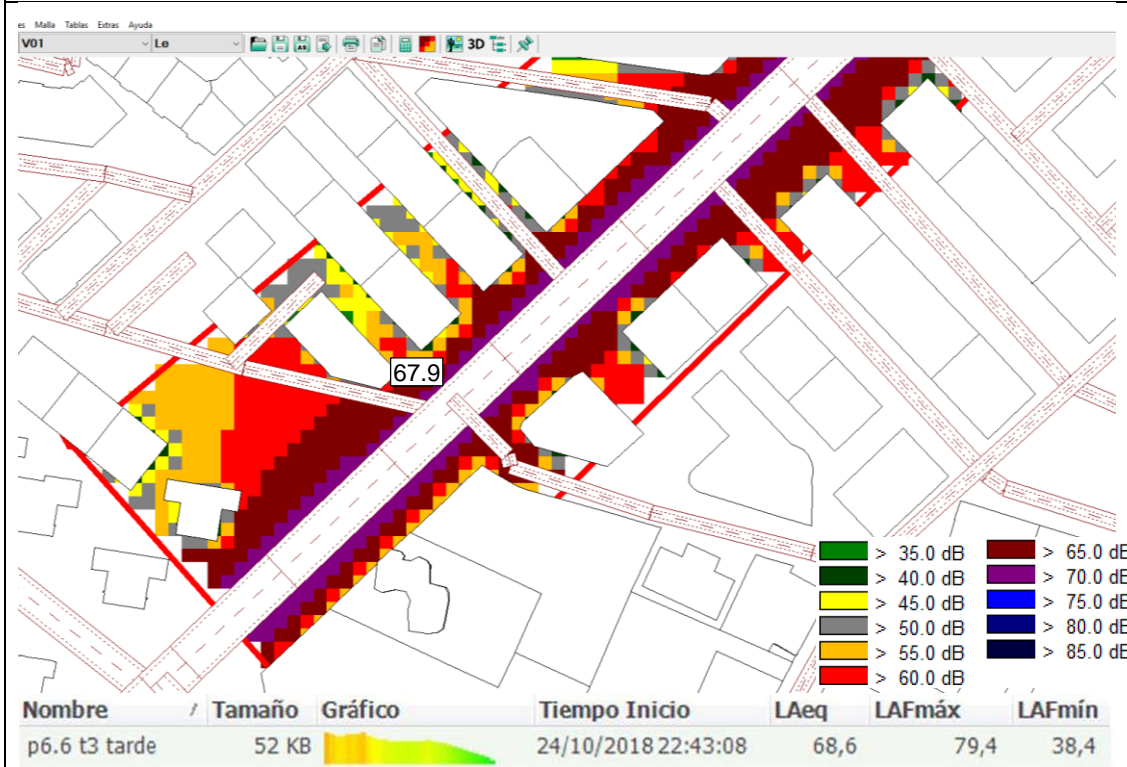 es Malla Tablas Extras Ayuda
V01 Le 3D
67.9
> 35.0 dB > 65.0 dB
> 40.0 dB > 70.0 dB
> 45.0 dB > 75.0 dB
> 50.0 dB > 80.0 dB
> 55.0 dB > 85.0 dB
> 60.0 dB
Nombre / Tamaño Gráfico Tiempo Inicio LAeq LAFmáx LAFmín
p6.6 t3 tarde 52 KB 24/10/2018 22:43:08 68,6 79,4 38,4